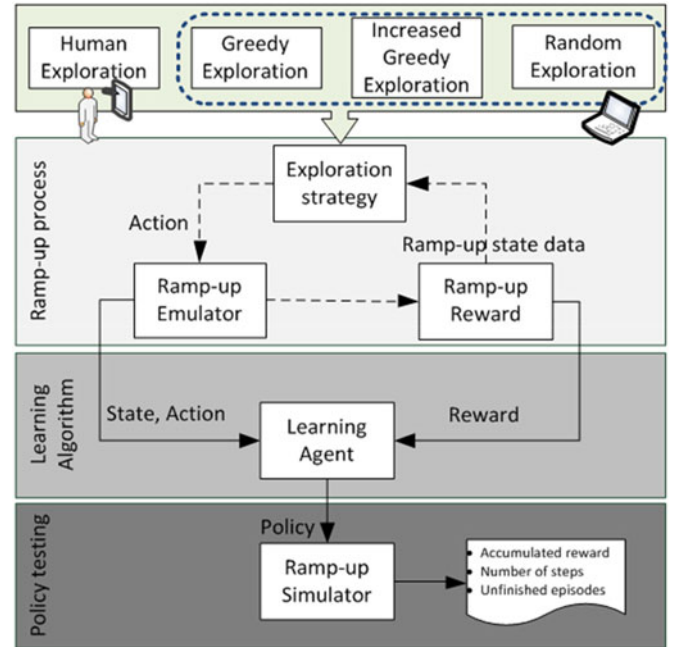 Human
Exploration
Greedy
Exploration
Increased
Greedy
Exploration
Random
Exploration
Ramp-up process
Exploration
strategy
Action
Ramp-up state data
Ramp-up
Emulator
Ramp-up
Reward
Learning
Algorithm
State, Action
Reward
Learning
Agent
Policy testing
Policy
Ramp-up
Simulator
• Accumulated reward
• Number of steps
• Unfinished episodes